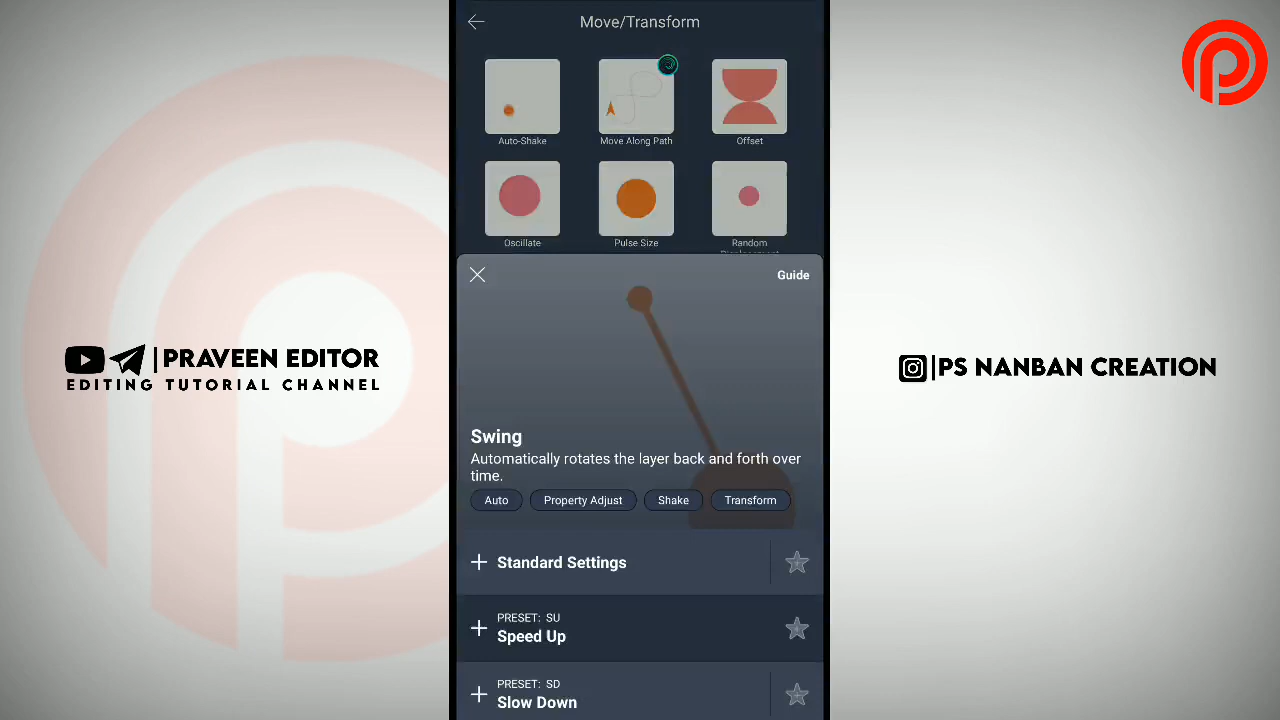 Move/Transform
Auto-Shake
Move Along Path
Offset
Oscillate
Pulse Size
Random
Guide
Swing
Automatically rotates the layer back and forth over
time.
Auto
Property Adjust
Shake
Transform
Standard Settings
PRESET: SU
Speed Up
PRESET: SD
Slow Down
|PRAVEEN EDITOR
EDITING TUTORIAL CHANNEL
|PS NANBAN CREATION